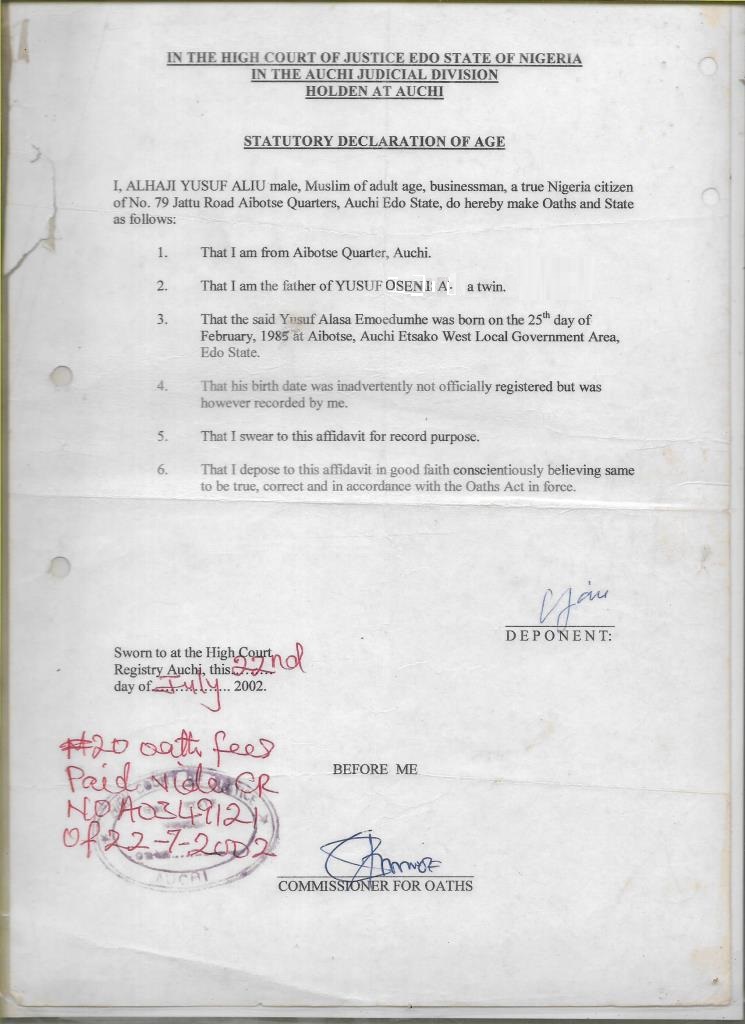 IN THE HIGH COURT OF JUSTICE EDO STATE OF NIGERIA
IN THE AUCHI JUDICIAL DIVISION
HOLDEN AT AUCHI
STATUTORY DECLARATION OF AGE
I, ALHAJI YUSUF ALIU male, Muslim of adult age, businessman, a true Nigeria citizen
of No. 79 Jattu Road Aibotse Quarters, Auchi Edo State, do hereby make Oaths and State
as follows:
1. That I am from Aibotse Quarter, Auchi.
2. That I am the father of YUSUF OSENI A. a twin.
3. That the said Yusuf Alasa Emoedumhe was born on the 25th day of
February, 1985 at Aibotse, Auchi Etsako West Local Government Area,
Edo State.
4. That his birth date was inadvertently not officially registered but was
however recorded by me.
5. That I swear to this affidavit for record purpose.
6. That I depose to this affidavit in good faith conscientiously believing same
to be true, correct and in accordance with the Oaths Act in force.
DEPONENT:
Sworn to at the High Court
Registry Auchi, this 22nd
day of July 2002.
₦20 oath fees
Paid vide CR
NO A0349121
Of 22-7-2002
AUCHI
BEFORE ME
COMMISSIONER FOR OATHS